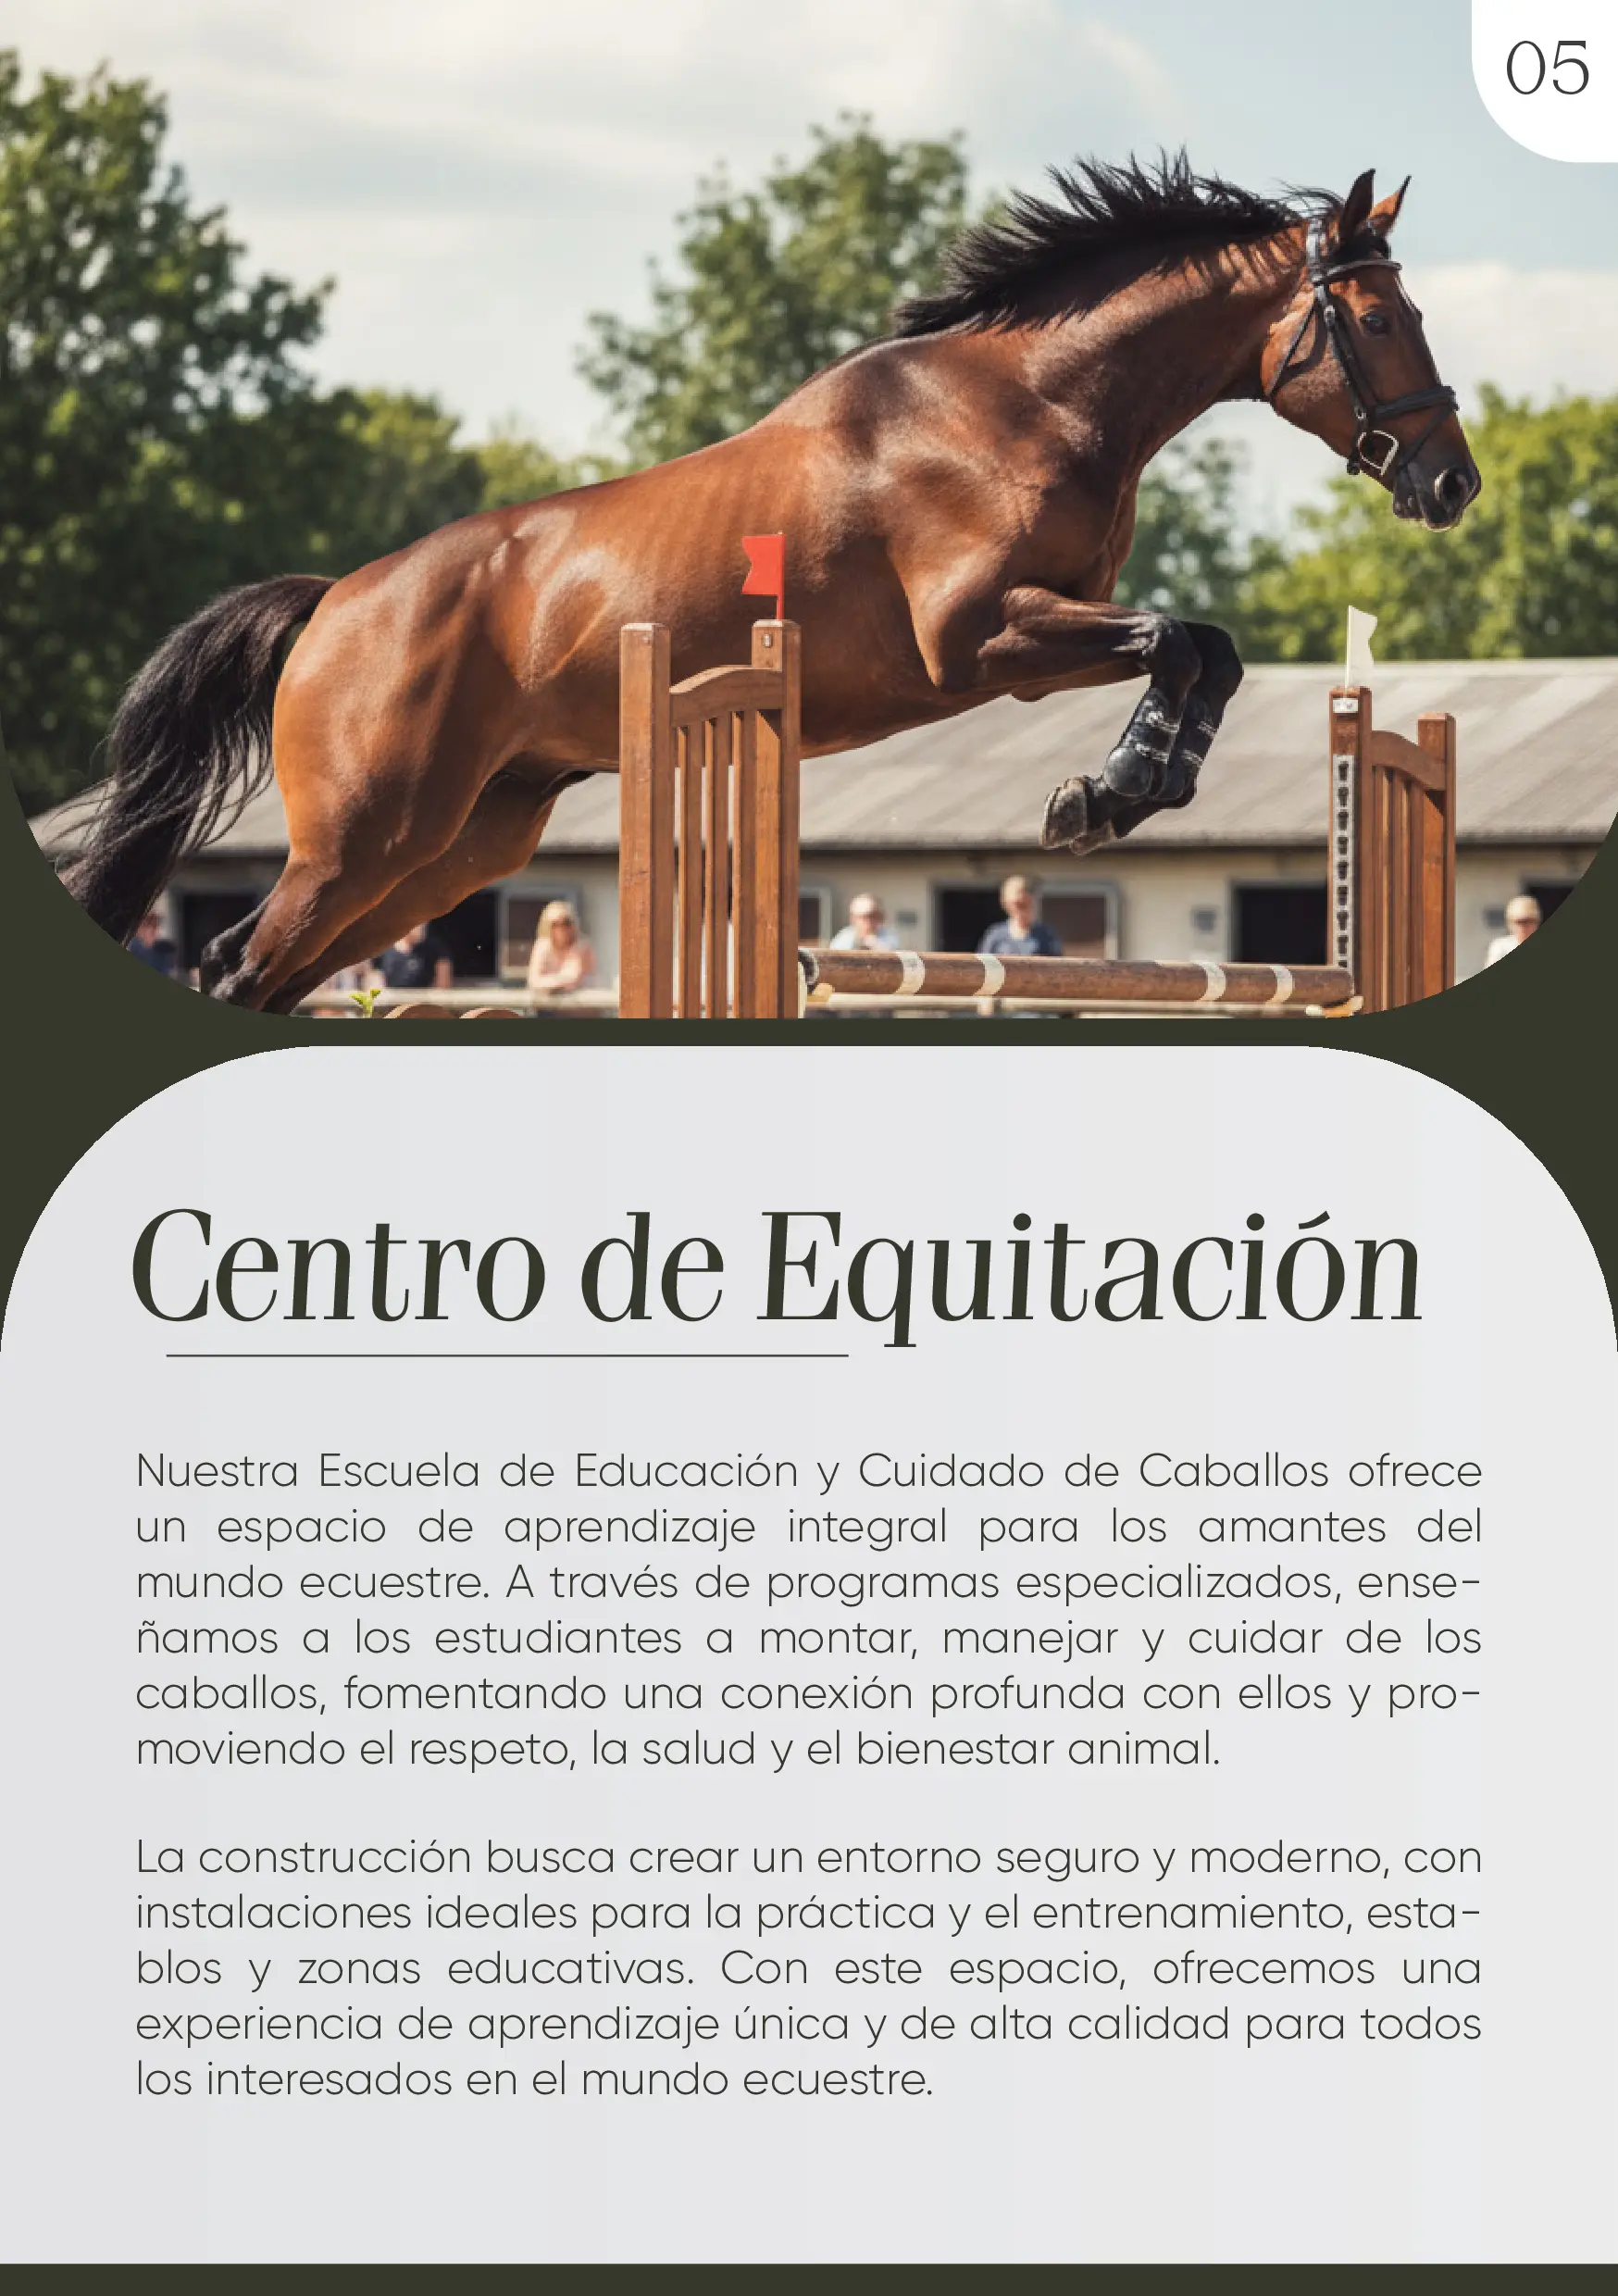 05
Centro de Equitación
Nuestra Escuela de Educación y Cuidado de Caballos ofrece
un espacio de aprendizaje integral para los amantes del
mundo ecuestre. A través de programas especializados, ense-
ñamos a los estudiantes a montar, manejar y cuidar de los
caballos, fomentando una conexión profunda con ellos y pro-
moviendo el respeto, la salud y el bienestar animal.
La construcción busca crear un entorno seguro y moderno, con
instalaciones ideales para la práctica y el entrenamiento, esta-
blos y zonas educativas. Con este espacio, ofrecemos una
experiencia de aprendizaje única y de alta calidad para todos
los interesados en el mundo ecuestre.